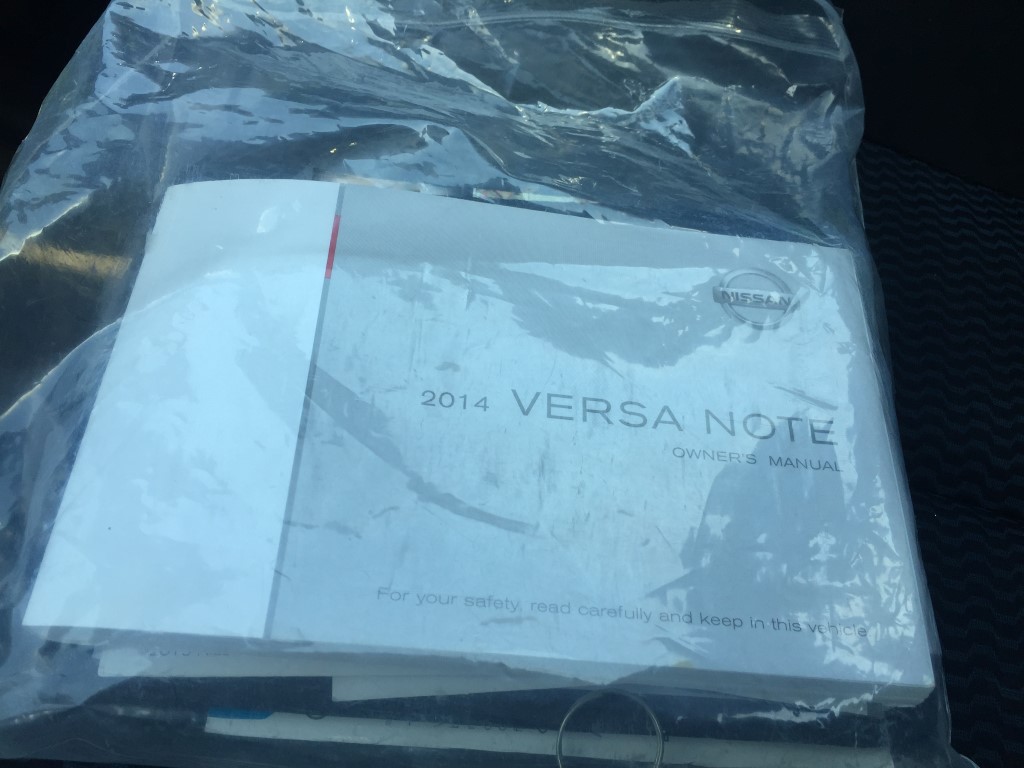 NISSAN
2014 VERSA NOTE
OWNER'S MANUAL
For your safety, read carefully and keep in this vehicle